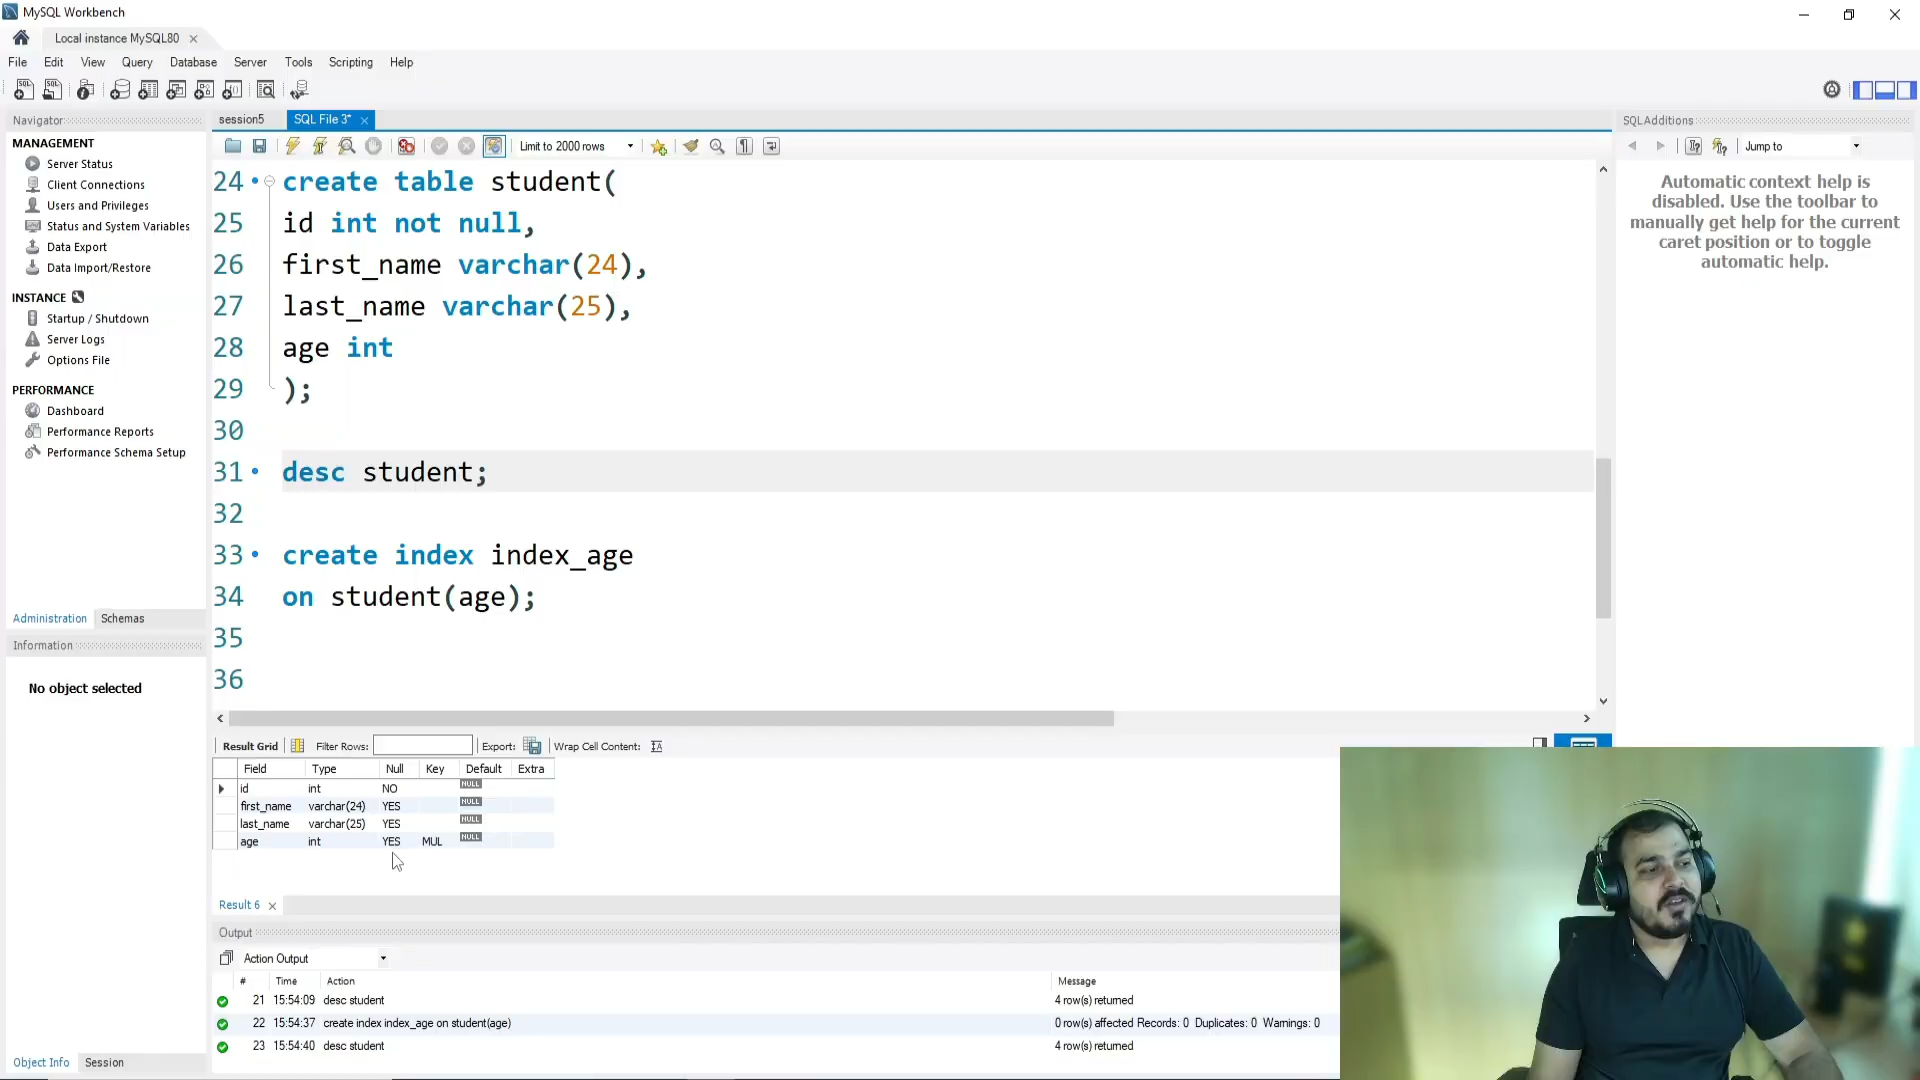 MySQL Workbench
Local instance MySQL80
File Edit View Query Database Server Tools Scripting Help
Navigator
MANAGEMENT
Server Status
Client Connections
Users and Privileges
Status and System Variables
Data Export
Data Import/Restore
INSTANCE
Startup / Shutdown
Server Logs
Options File
PERFORMANCE
Dashboard
Performance Reports
Performance Schema Setup
Administration Schemas
Information
No object selected
Object Info Session
session5 SQL File 3*
Limit to 2000 rows
24 create table student(
25 id int not null,
26 first_name varchar(24),
27 last_name varchar(25),
28 age int
29 );
30
31 desc student;
32
33 create index index_age
34 on student(age);
35
36
Result Grid Filter Rows: Export: Wrap Cell Content: IA
Field Type Null Key Default Extra
id int NO NULL
first_name varchar(24) YES NULL
last_name varchar(25) YES NULL
age int YES MUL NULL
Result 6
Output
Action Output
# Time Action Message
21 15:54:09 desc student 4 row(s) returned
22 15:54:37 create index index_age on student(age) 0 row(s) affected Records: 0 Duplicates: 0 Warnings: 0
23 15:54:40 desc student 4 row(s) returned
SQLAdditions
Jump to
Automatic context help is
disabled. Use the toolbar to
manually get help for the current
caret position or to toggle
automatic help.